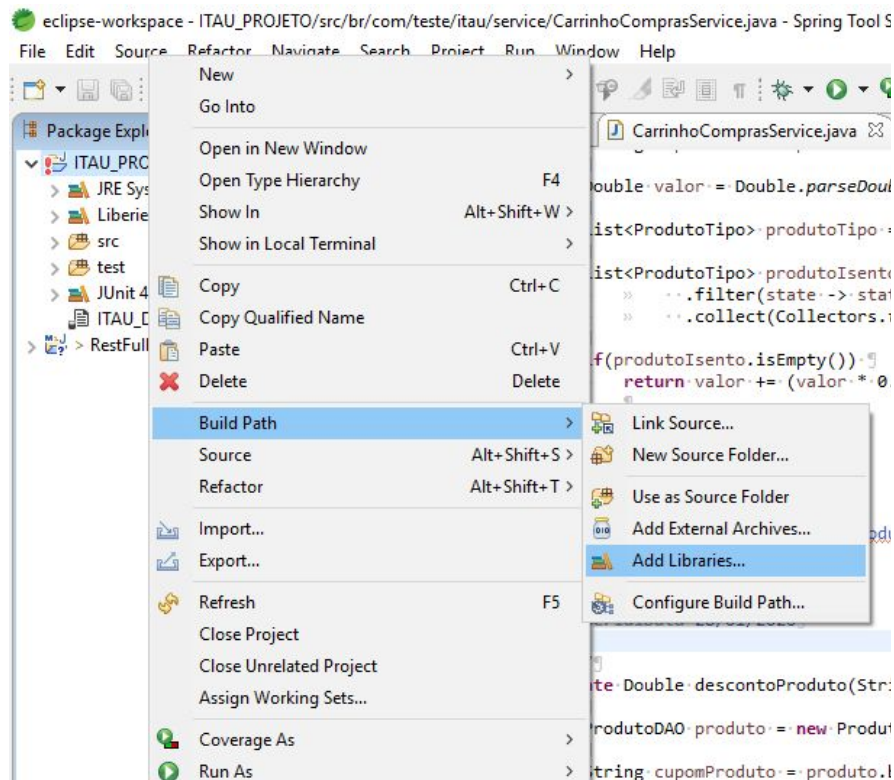 eclipse-workspace - ITAU_PROJETO/src/br/com/teste/itau/service/CarrinhoComprasService.java - Spring Tool S
File Edit Source Refactor Navigate Search Project Run Window Help
Package Expl
CarrinhoComprasService.java
ITAU_PRO
JRE Sys
Liberie
src
test
JUnit 4
ITAU_D
> RestFull
New
Go Into
Open in New Window
Open Type Hierarchy F4
Show In Alt+Shift+W >
Show in Local Terminal
Copy Ctrl+C
Copy Qualified Name
Paste Ctrl+V
Delete Delete
Build Path
Source Alt+Shift+S >
Refactor Alt+Shift+T >
Import...
Export...
Refresh F5
Close Project
Close Unrelated Project
Assign Working Sets...
Coverage As
Run As
Link Source...
New Source Folder...
Use as Source Folder
Add External Archives...
Add Libraries...
Configure Build Path...
ouble valor = Double.parseDou
ist<ProdutoTipo> produtoTipo =
ist<ProdutoTipo> produtoIsento
.filter(state -> stat
.collect(Collectors.
f(produtoIsento.isEmpty())
return valor += (valor * 0.
te Double descontoProduto(Stri
rodutoDAO produto = new Produt
tring cupomProduto = produto.